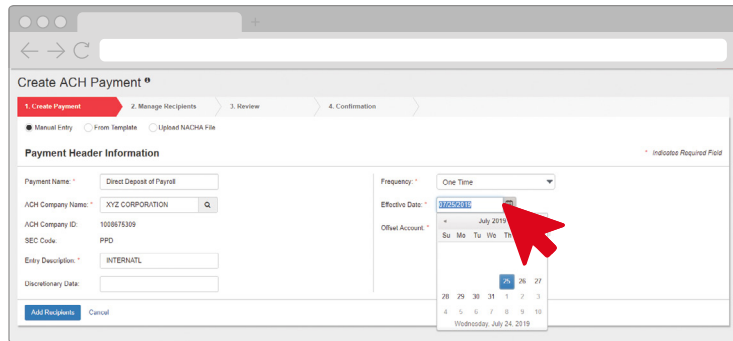 Create ACH Payment
1. Create Payment
2. Manage Recipients
3. Review
4. Confirmation
Manual Entry
From Template
Upload NACHA File
Payment Header Information
* Indicates Required Field
Payment Name: *
Direct Deposit of Payroll
ACH Company Name: *
XYZ CORPORATION
ACH Company ID:
1008675309
SEC Code:
PPD
Entry Description: *
INTERNATL
Discretionary Data:
Frequency: *
One Time
Effective Date: *
07/25/2019
Offset Account: *
« July 2019
Su Mo Tu We Th
25 26 27
28 29 30 31 1 2 3
4 5 6 7 8 9 10
Wednesday, July 24, 2019
Add Recipients
Cancel